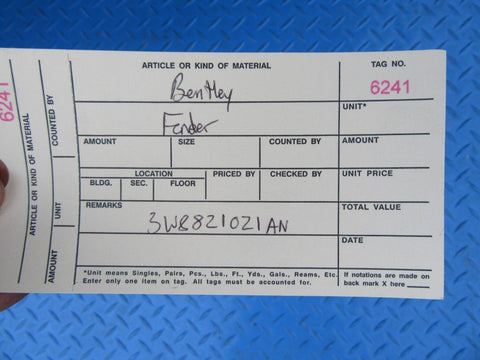 ARTICLE OR KIND OF MATERIAL
TAG NO.
Bentley
6241
Fender
UNIT*
AMOUNT
SIZE
COUNTED BY
AMOUNT
LOCATION
PRICED BY
CHECKED BY
UNIT PRICE
BLDG.
SEC.
FLOOR
REMARKS
TOTAL VALUE
3W8821021AN
DATE
*Unit means Singles, Pairs, Pcs., Lbs., Ft., Yds., Gals., Reams, Etc.
Enter only one item on tag. All tags must be accounted for.
If notations are made on
back mark X here
6241
ARTICLE OR KIND OF MATERIAL
COUNTED BY
UNIT
AMOUNT